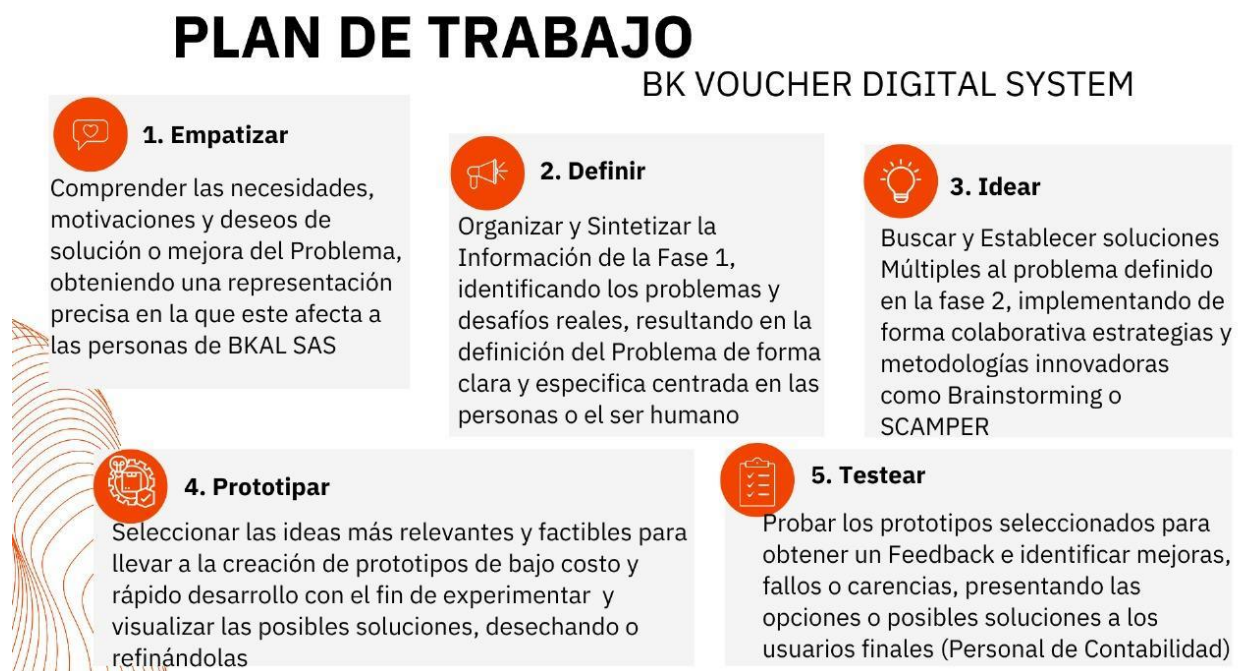 PLAN DE TRABAJO
BK VOUCHER DIGITAL SYSTEM
1. Empatizar
Comprender las necesidades,
motivaciones y deseos de
solución o mejora del Problema,
obteniendo una representación
precisa en la que este afecta a
las personas de BKAL SAS
2. Definir
Organizar y Sintetizar la
Información de la Fase 1,
identificando los problemas y
desafíos reales, resultando en la
definición del Problema de forma
clara y especifica centrada en las
personas o el ser humano
3. Idear
Buscar y Establecer soluciones
Múltiples al problema definido
en la fase 2, implementando de
forma colaborativa estrategias y
metodologías innovadoras
como Brainstorming o
SCAMPER
4. Prototipar
Seleccionar las ideas más relevantes y factibles para
llevar a la creación de prototipos de bajo costo y
rápido desarrollo con el fin de experimentar y
visualizar las posibles soluciones, desechando o
refinándolas
5. Testear
Probar los prototipos seleccionados para
obtener un Feedback e identificar mejoras,
fallos o carencias, presentando las
opciones o posibles soluciones a los
usuarios finales (Personal de Contabilidad)